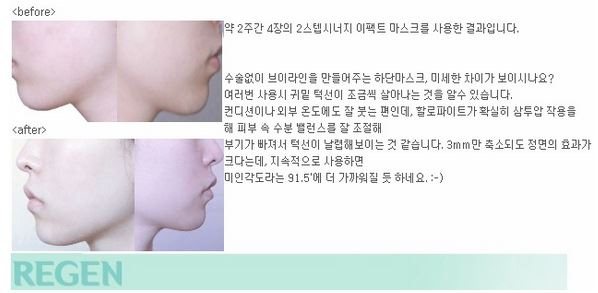 <before>
약 2주간 4장의 2스텝시너지 이팩트 마스크를 사용한 결과입니다.
수술없이 브이라인을 만들어주는 하단마스크, 미세한 차이가 보이시나요?
여러번 사용시 귀밑 턱선이 조금씩 살아나는 것을 알수 있습니다.
컨디션이나 외부 온도에도 잘 붓는 편인데, 할로파이트가 확실히 삼투압 작용을
해 피부 속 수분 밸런스를 잘 조절해
<after>
부기가 빠져서 턱선이 날렵해보이는 것 같습니다. 3mm만 축소되도 정면의 효과가
크다는데, 지속적으로 사용하면
미인각도라는 91.5'에 더 가까워질 듯 하네요. :-)
REGEN